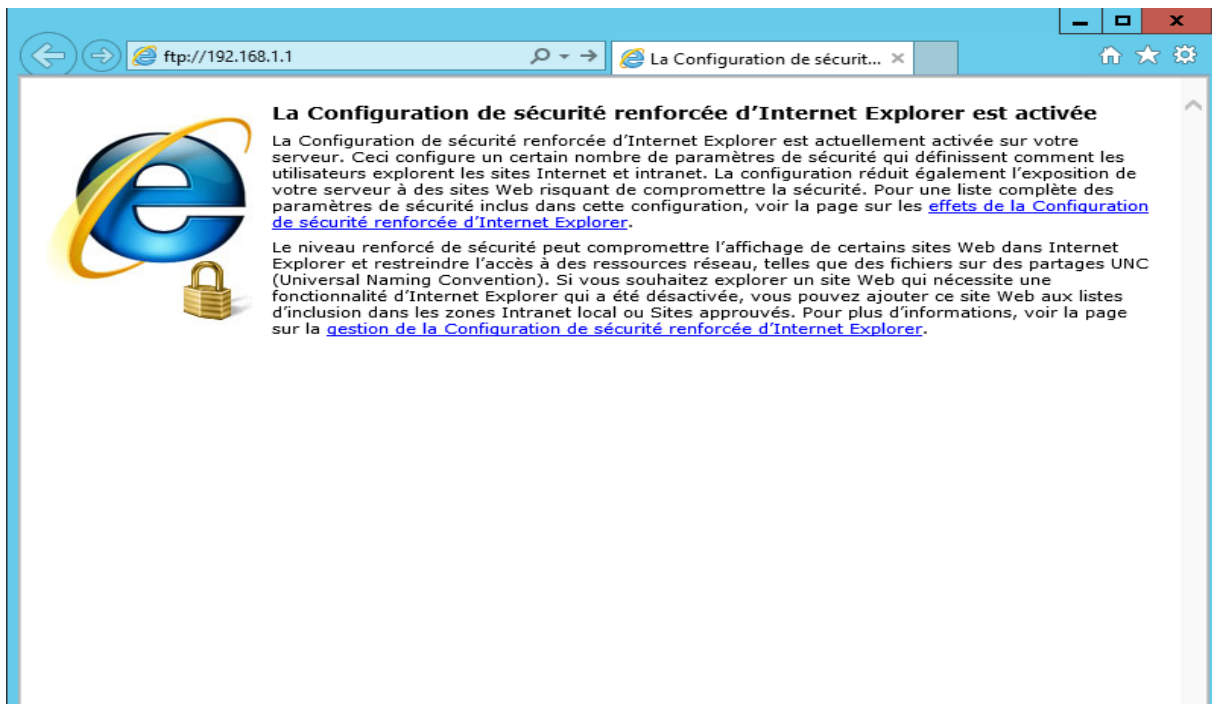 ftp://192.168.1.1
La Configuration de sécurit...
La Configuration de sécurité renforcée d’Internet Explorer est activée
La Configuration de sécurité renforcée d’Internet Explorer est actuellement activée sur votre
serveur. Ceci configure un certain nombre de paramètres de sécurité qui définissent comment les
utilisateurs explorent les sites Internet et intranet. La configuration réduit également l’exposition de
votre serveur à des sites Web risquant de compromettre la sécurité. Pour une liste complète des
paramètres de sécurité inclus dans cette configuration, voir la page sur les effets de la Configuration
de sécurité renforcée d’Internet Explorer.
Le niveau renforcé de sécurité peut compromettre l’affichage de certains sites Web dans Internet
Explorer et restreindre l’accès à des ressources réseau, telles que des fichiers sur des partages UNC
(Universal Naming Convention). Si vous souhaitez explorer un site Web qui nécessite une
fonctionnalité d’Internet Explorer qui a été désactivée, vous pouvez ajouter ce site Web aux listes
d’inclusion dans les zones Intranet local ou Sites approuvés. Pour plus d’informations, voir la page
sur la gestion de la Configuration de sécurité renforcée d’Internet Explorer.